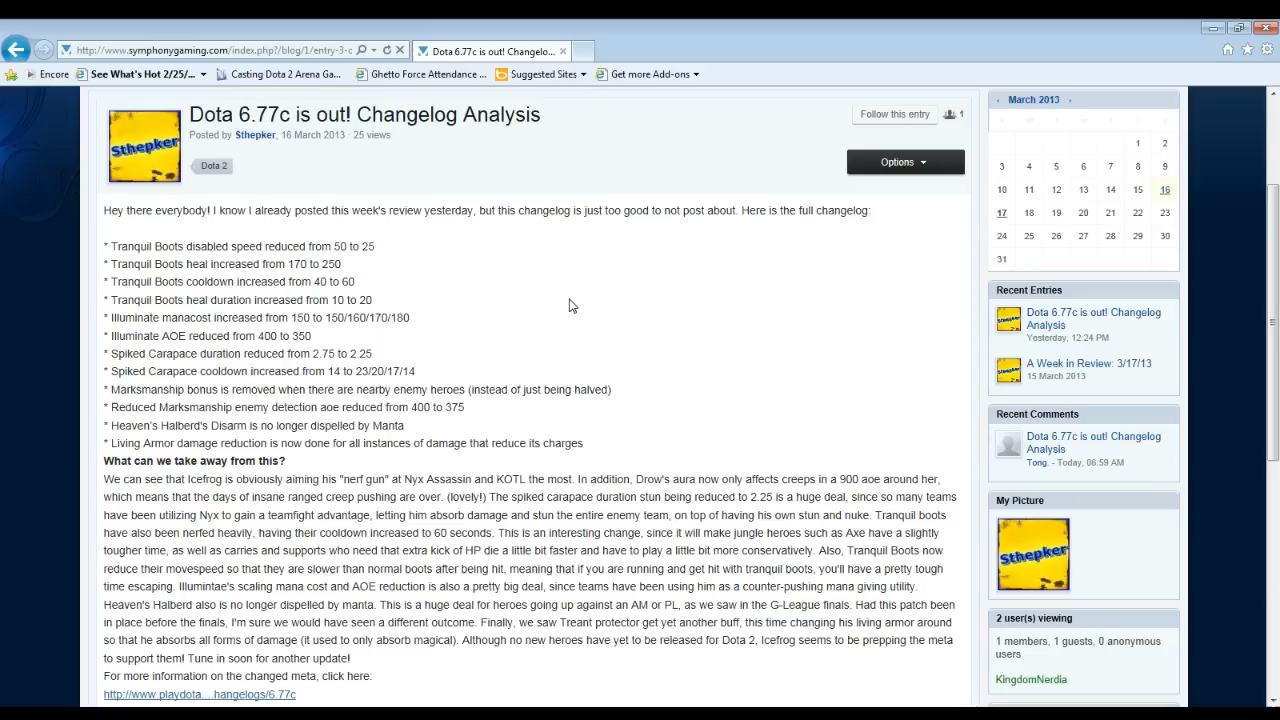 http://www.symphonygaming.com/index.php?/blog/1/entry-3-c
Dota 6.77c is out! Changelo...
Encore
See What's Hot 2/25/...
Casting Dota 2 Arena Ga...
Ghetto Force Attendance ...
Suggested Sites
Get more Add-ons
Dota 6.77c is out! Changelog Analysis
Posted by Sthepker, 16 March 2013 · 25 views
Sthepker
Dota 2
Follow this entry
1
Options
Hey there everybody! I know I already posted this week's review yesterday, but this changelog is just too good to not post about. Here is the full changelog:
* Tranquil Boots disabled speed reduced from 50 to 25
* Tranquil Boots heal increased from 170 to 250
* Tranquil Boots cooldown increased from 40 to 60
* Tranquil Boots heal duration increased from 10 to 20
* Illuminate manacost increased from 150 to 150/160/170/180
* Illuminate AOE reduced from 400 to 350
* Spiked Carapace duration reduced from 2.75 to 2.25
* Spiked Carapace cooldown increased from 14 to 23/20/17/14
* Marksmanship bonus is removed when there are nearby enemy heroes (instead of just being halved)
* Reduced Marksmanship enemy detection aoe reduced from 400 to 375
* Heaven's Halberd's Disarm is no longer dispelled by Manta
* Living Armor damage reduction is now done for all instances of damage that reduce its charges
What can we take away from this?
We can see that Icefrog is obviously aiming his "nerf gun" at Nyx Assassin and KOTL the most. In addition, Drow's aura now only affects creeps in a 900 aoe around her,
which means that the days of insane ranged creep pushing are over. (lovely!) The spiked carapace duration stun being reduced to 2.25 is a huge deal, since so many teams
have been utilizing Nyx to gain a teamfight advantage, letting him absorb damage and stun the entire enemy team, on top of having his own stun and nuke. Tranquil boots
have also been nerfed heavily, having their cooldown increased to 60 seconds. This is an interesting change, since it will make jungle heroes such as Axe have a slightly
tougher time, as well as carries and supports who need that extra kick of HP die a little bit faster and have to play a little bit more conservatively. Also, Tranquil Boots now
reduce their movespeed so that they are slower than normal boots after being hit, meaning that if you are running and get hit with tranquil boots, you'll have a pretty tough
time escaping. Illumintae's scaling mana cost and AOE reduction is also a pretty big deal, since teams have been using him as a counter-pushing mana giving utility.
Heaven's Halberd also is no longer dispelled by manta. This is a huge deal for heroes going up against an AM or PL, as we saw in the G-League finals. Had this patch been
in place before the finals, I'm sure we would have seen a different outcome. Finally, we saw Treant protector get yet another buff, this time changing his living armor around
so that he absorbs all forms of damage (it used to only absorb magical). Although no new heroes have yet to be released for Dota 2, Icefrog seems to be prepping the meta
to support them! Tune in soon for another update!
For more information on the changed meta, click here:
http://www.playdota....hangelogs/6.77c
‹ March 2013 ›
1 2
3 4 5 6 7 8 9
10 11 12 13 14 15 16
17 18 19 20 21 22 23
24 25 26 27 28 29 30
31
Recent Entries
Dota 6.77c is out! Changelog
Analysis
Yesterday, 12:24 PM
A Week in Review: 3/17/13
15 March 2013
Recent Comments
Dota 6.77c is out! Changelog
Analysis
Tong. - Today, 06:59 AM
My Picture
Sthepker
2 user(s) viewing
1 members, 1 guests, 0 anonymous
users
KingdomNerdia